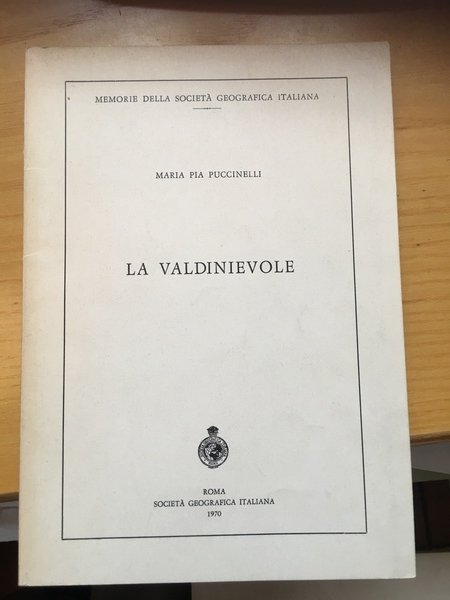 MEMORIE DELLA SOCIETÀ GEOGRAFICA ITALIANA
MARIA PIA PUCCINELLI
LA VALDINIEVOLE
ROMA
SOCIETÀ GEOGRAFICA ITALIANA
1970